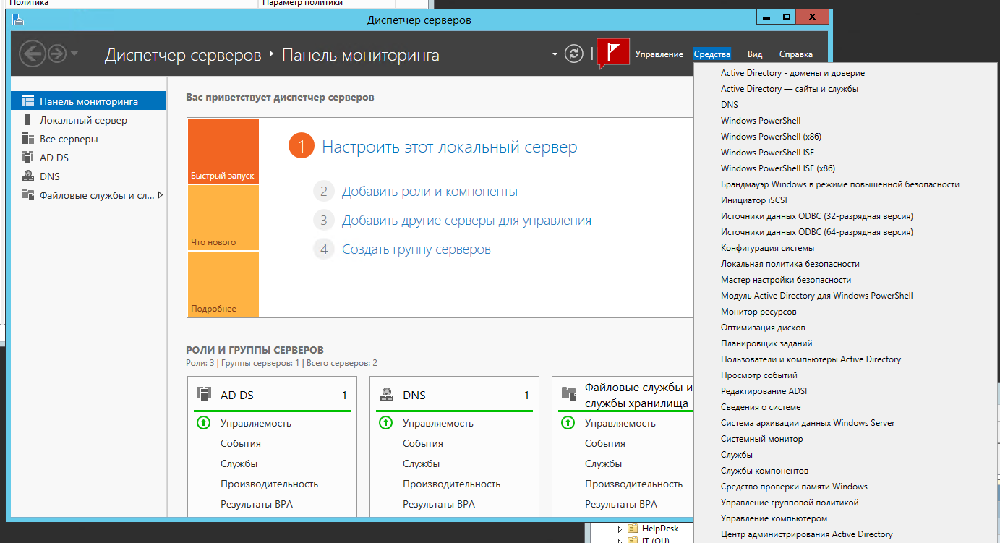 Политика
Параметр политики
Диспетчер серверов
Диспетчер серверов ‣ Панель мониторинга
Управление
Средства
Вид
Справка
Панель мониторинга
Локальный сервер
Все серверы
AD DS
DNS
Файловые службы и сл...
Вас приветствует диспетчер серверов
Быстрый запуск
Что нового
Подробнее
1 Настроить этот локальный сервер
2 Добавить роли и компоненты
3 Добавить другие серверы для управления
4 Создать группу серверов
РОЛИ И ГРУППЫ СЕРВЕРОВ
Роли: 3 | Группы серверов: 1 | Всего серверов: 2
AD DS 1
Управляемость
События
Службы
Производительность
Результаты BPA
DNS 1
Управляемость
События
Службы
Производительность
Результаты BPA
Файловые службы и
службы хранилища
Управляемость
События
Службы
Производительность
Результаты BPA
Active Directory - домены и доверие
Active Directory — сайты и службы
DNS
Windows PowerShell
Windows PowerShell (x86)
Windows PowerShell ISE
Windows PowerShell ISE (x86)
Брандмауэр Windows в режиме повышенной безопасности
Инициатор iSCSI
Источники данных ODBC (32-разрядная версия)
Источники данных ODBC (64-разрядная версия)
Конфигурация системы
Локальная политика безопасности
Мастер настройки безопасности
Модуль Active Directory для Windows PowerShell
Монитор ресурсов
Оптимизация дисков
Планировщик заданий
Пользователи и компьютеры Active Directory
Просмотр событий
Редактирование ADSI
Сведения о системе
Система архивации данных Windows Server
Системный монитор
Службы
Службы компонентов
Средство проверки памяти Windows
Управление групповой политикой
Управление компьютером
Центр администрирования Active Directory
HelpDesk
IT (OU)